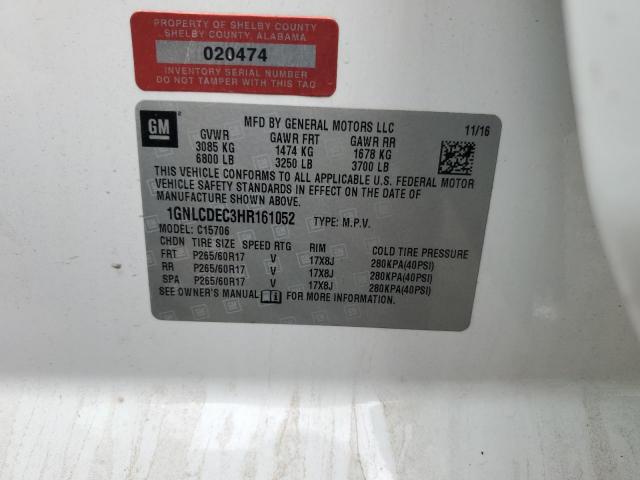 PROPERTY OF SHELBY COUNTY
SHELBY COUNTY, ALABAMA
020474
INVENTORY SERIAL NUMBER
DO NOT TAMPER WITH THIS TAG
GM
MFD BY GENERAL MOTORS LLC 11/16
GVWR GAWR FRT GAWR RR
3085 KG 1474 KG 1678 KG
6800 LB 3250 LB 3700 LB
THIS VEHICLE CONFORMS TO ALL APPLICABLE U.S. FEDERAL MOTOR
VEHICLE SAFETY STANDARDS IN EFFECT ON THE DATE OF
MANUFACTURE SHOWN ABOVE.
1GNLCDEC3HR161052 TYPE: M.P.V.
MODEL: C15706
CHDN TIRE SIZE SPEED RTG RIM COLD TIRE PRESSURE
FRT P265/60R17 V 17X8J 280KPA(40PSI)
RR P265/60R17 V 17X8J 280KPA(40PSI)
SPA P265/60R17 V 17X8J 280KPA(40PSI)
SEE OWNER'S MANUAL FOR MORE INFORMATION.